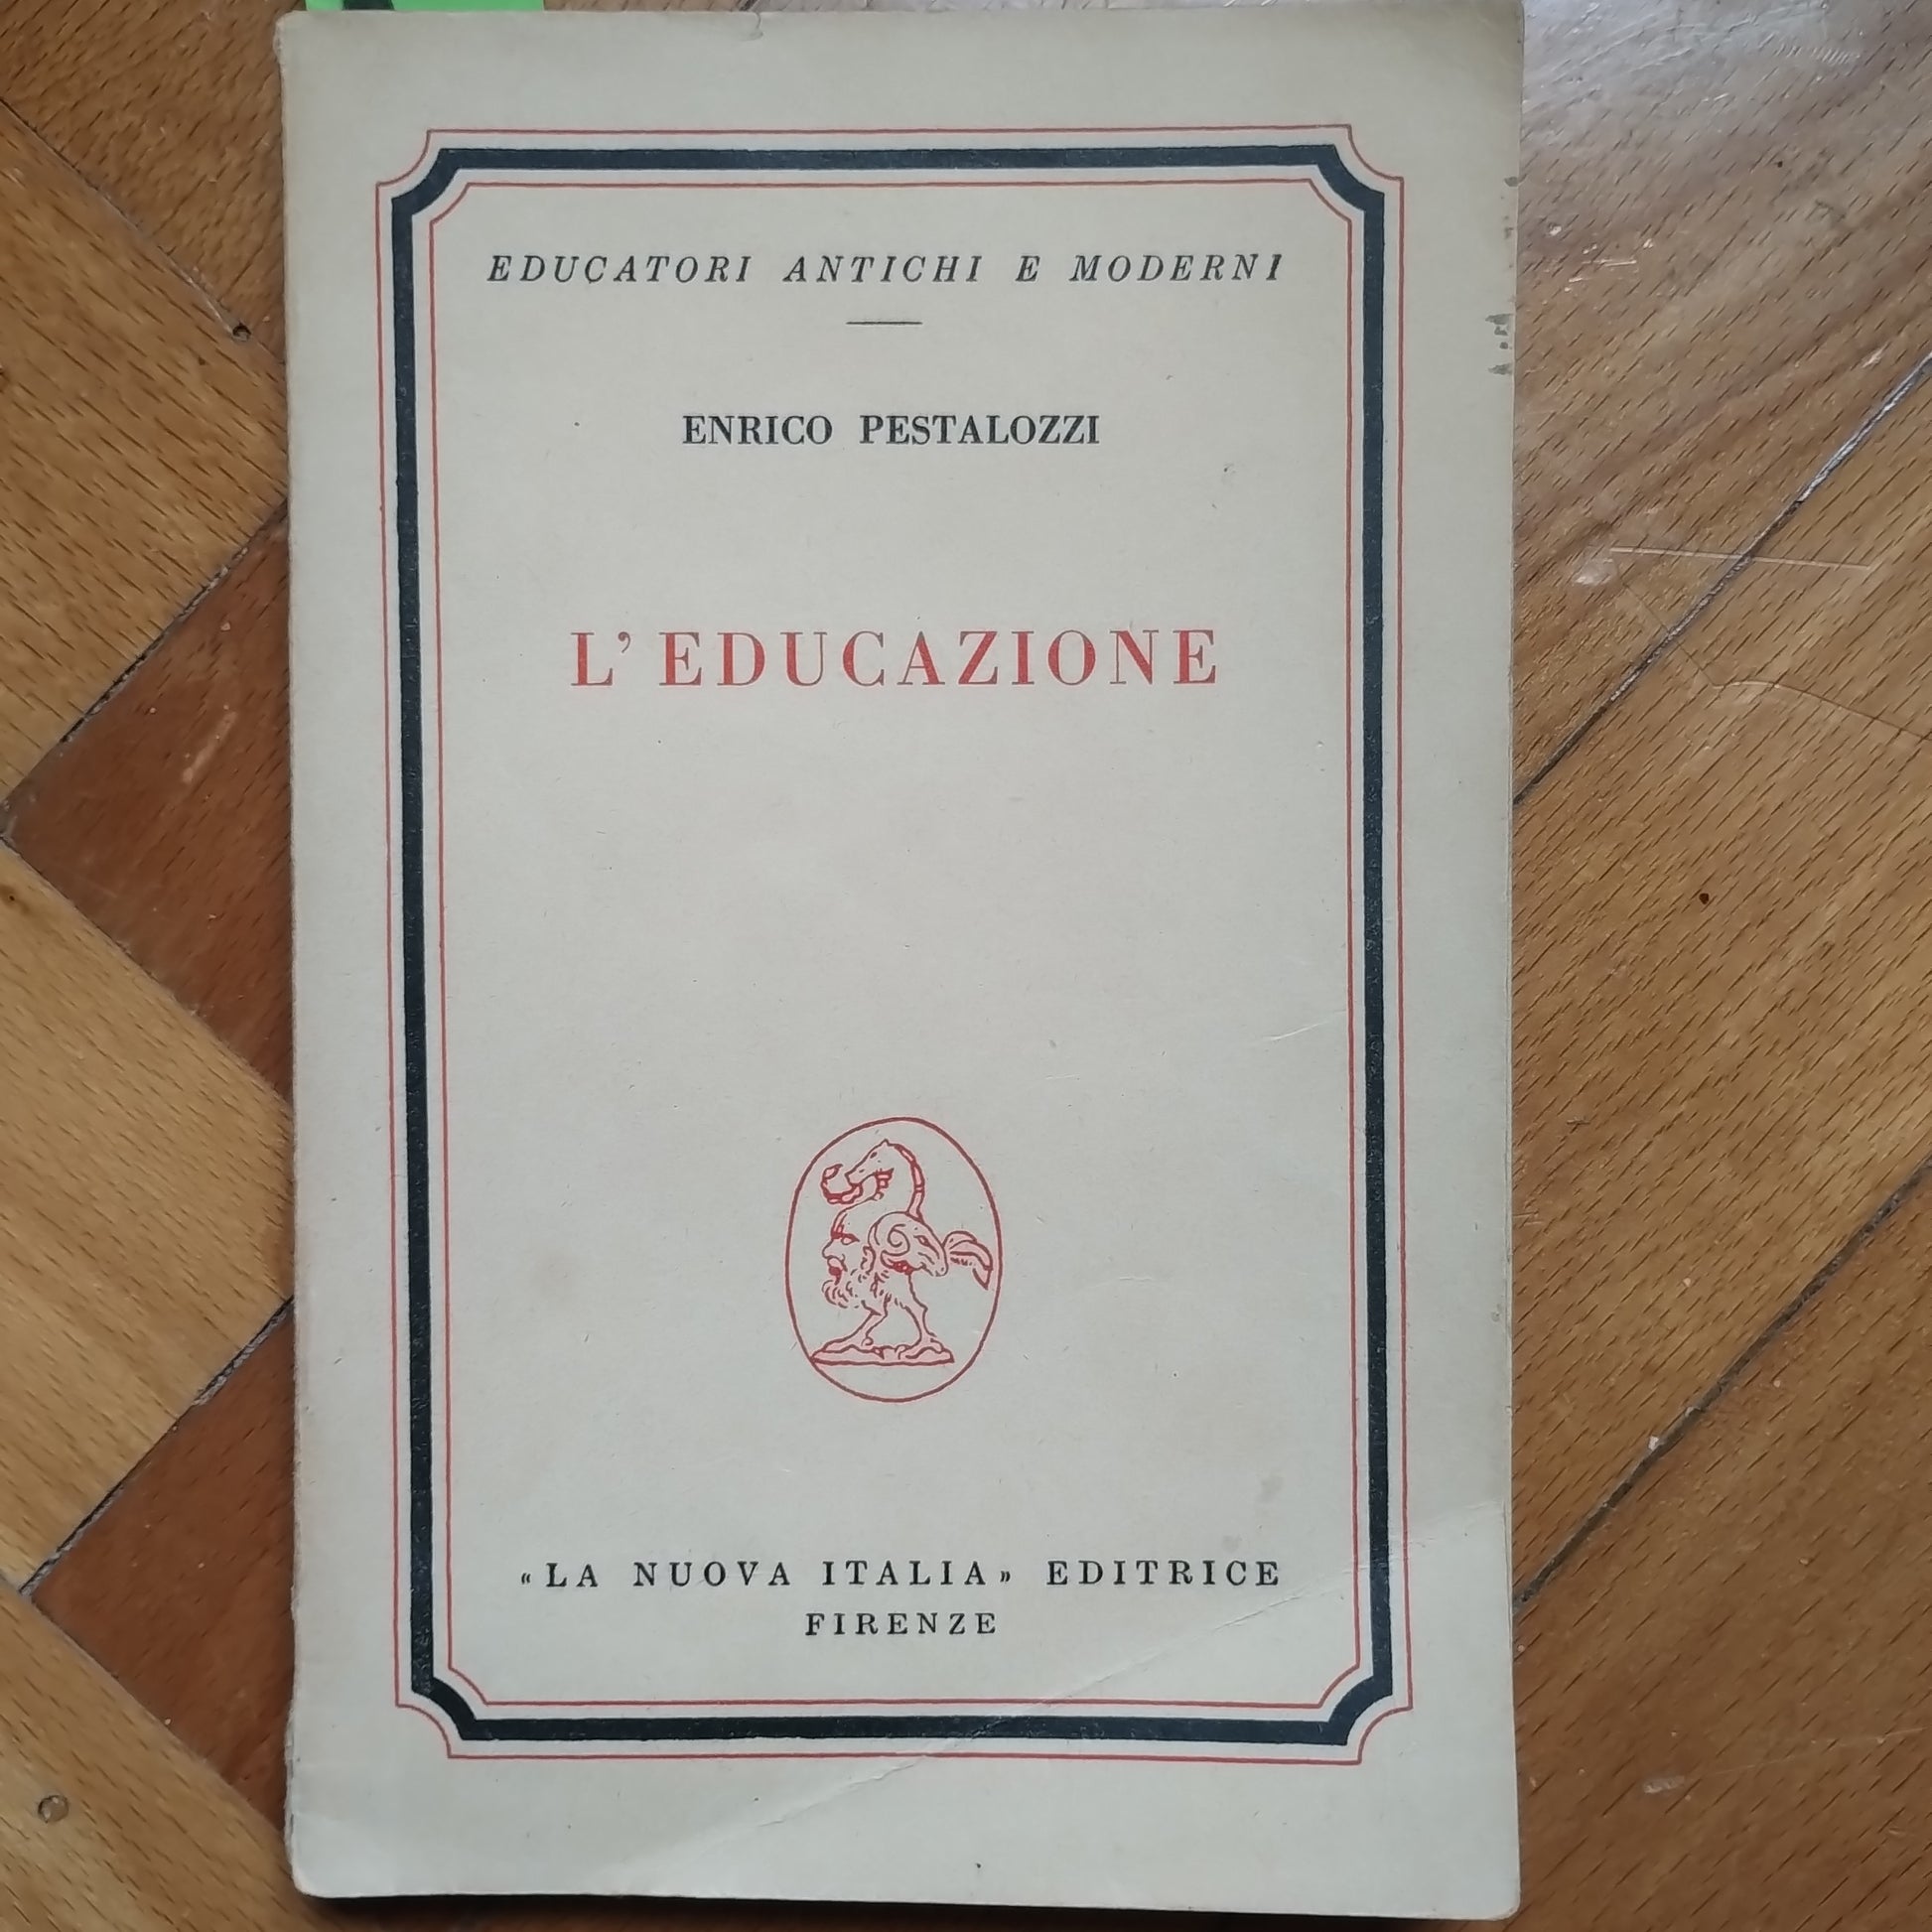 EDUCATORI ANTICHI E MODERNI
ENRICO PESTALOZZI
L'EDUCAZIONE
«LA NUOVA ITALIA» EDITRICE
FIRENZE